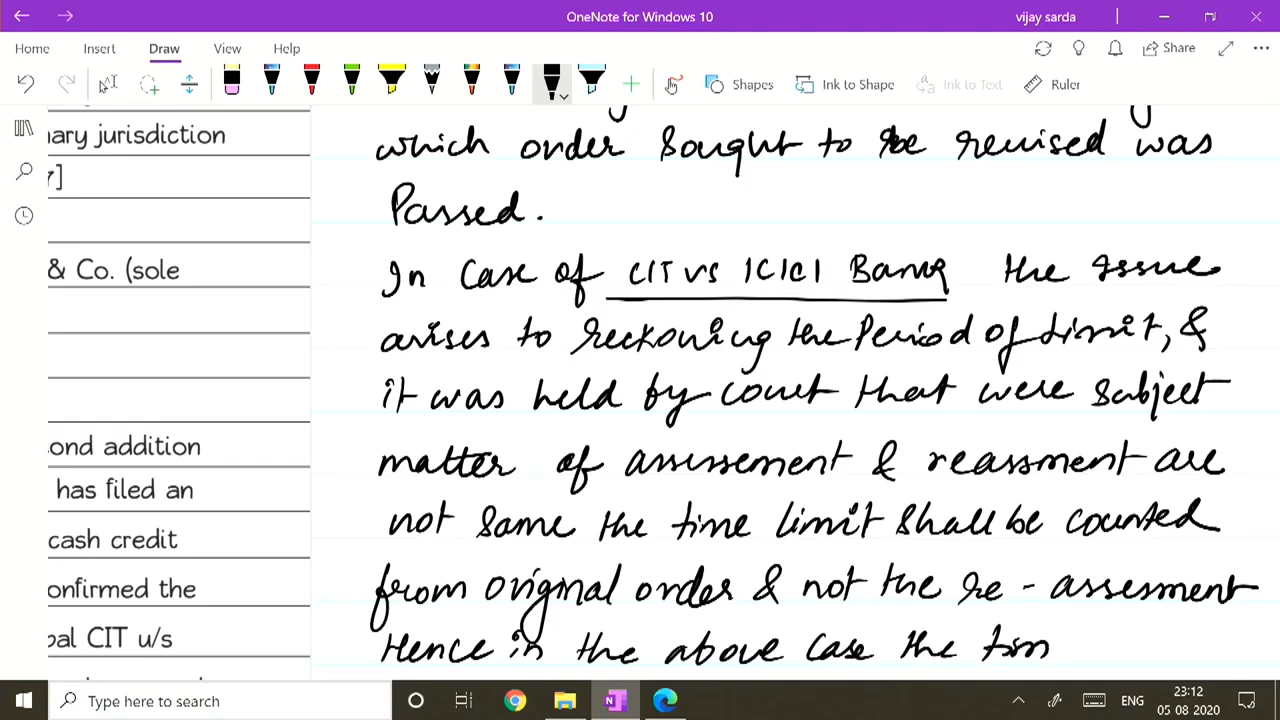 OneNote for Windows 10
vijay sarda
Home Insert Draw View Help
Share
Shapes Ink to Shape Ink to Text Ruler
nary jurisdiction
]
& Co. (sole
ond addition
has filed an
cash credit
onfirmed the
oal CIT u/s
which order sought to be revised was
Passed.
In Case of CIT vs ICICI Bank the issue
arises to reckoning the Period of limit, &
it was held by court that were subject
matter of assessement & reassment are
not same the time limit shall be counted
from original order & not the re-assesment
Hence in the above case the tim
Type here to search
ENG
23:12
05-08-2020